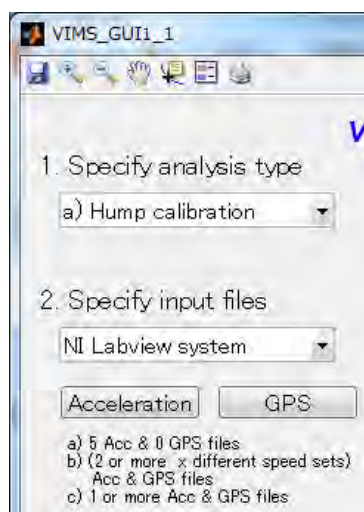 VIMS_GUI1_1
V
1. Specify analysis type
a) Hump calibration
2. Specify input files
NI Labview system
Acceleration GPS
a) 5 Acc & 0 GPS files
b) (2 or more x different speed sets)
Acc & GPS files
c) 1 or more Acc & GPS files